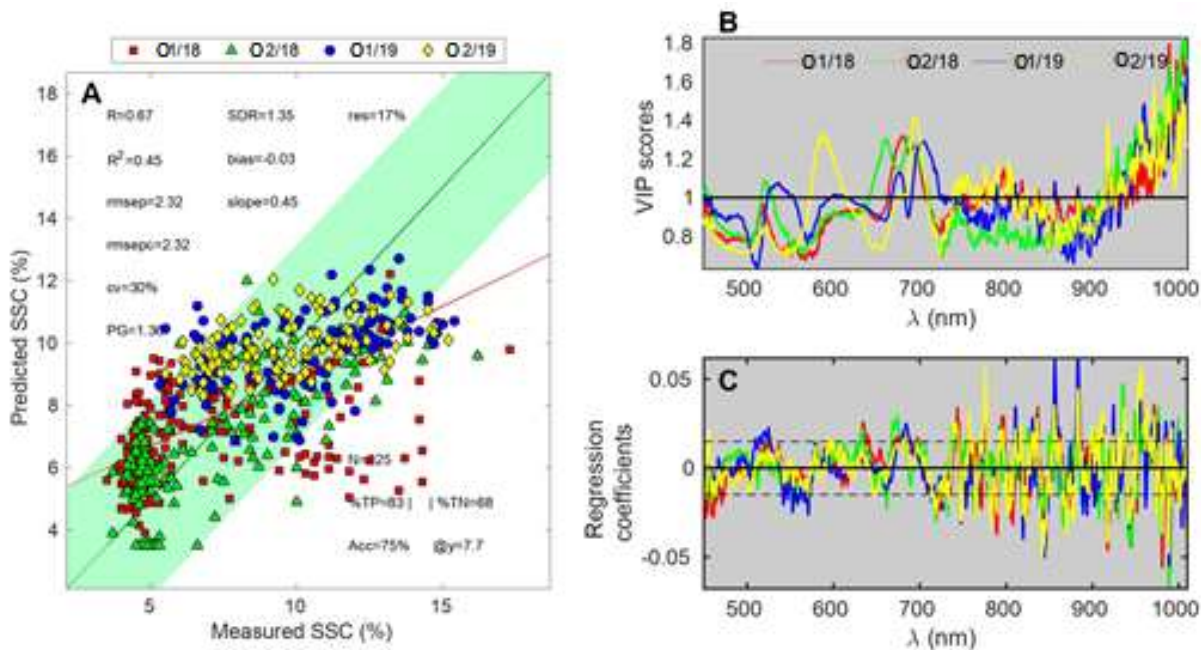 O1/18 O2/18 O1/19 O2/19
A
R=0.67 SDR=1.35 res=17%
R²=0.45 bias=-0.03
rmsep=2.32 slope=0.45
rmsepc=2.32
cv=30%
PG=1.36
%TP=83 | | %TN=68
Acc=75% @y=7.7
18
16
14
12
10
8
6
4
5 10 15
Predicted SSC (%)
Measured SSC (%)
B
O1/18 O2/18 O1/19 O2/19
1.8
1.6
1.4
1.2
1
0.8
500 600 700 800 900 1000
VIP scores
λ (nm)
C
0.05
0
-0.05
500 600 700 800 900 1000
Regression
coefficients
λ (nm)